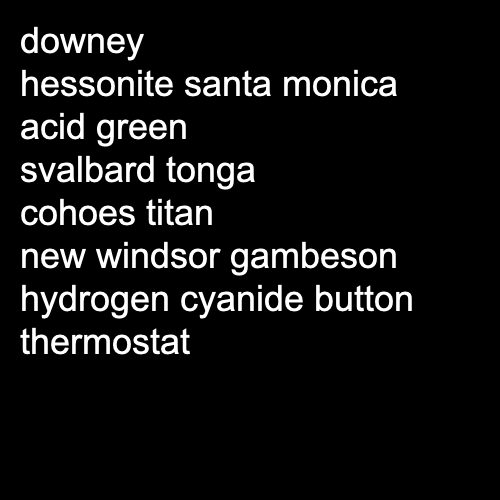 downey
hessonite santa monica
acid green
svalbard tonga
cohoes titan
new windsor gambeson
hydrogen cyanide button
thermostat